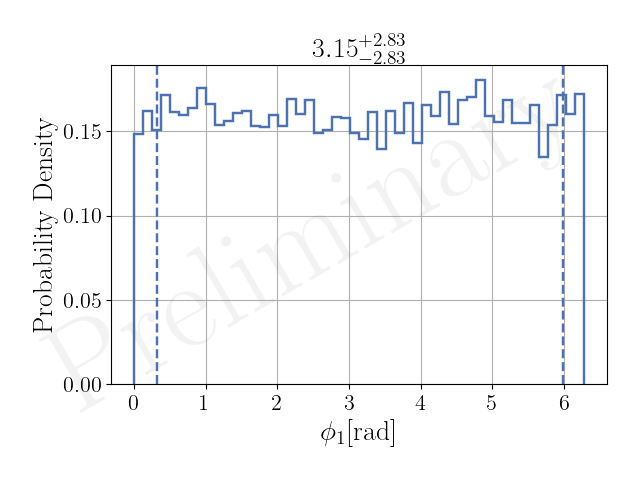 3.15^{+2.83}_{-2.83}
Probability Density
0.15
0.10
0.05
0.00
0 1 2 3 4 5 6
ϕ₁[rad]
Preliminary